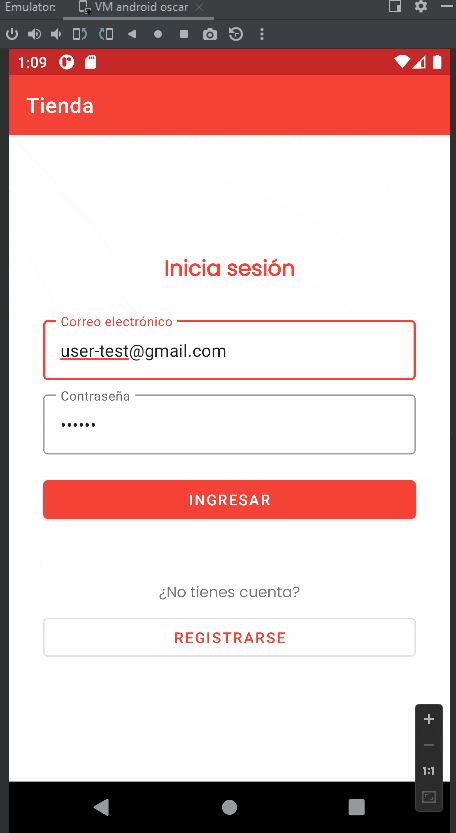 Emulator: VM android oscar
1:09
Tienda
Inicia sesión
Correo electrónico
user-test@gmail.com
Contraseña
••••••
INGRESAR
¿No tienes cuenta?
REGISTRARSE
1:1